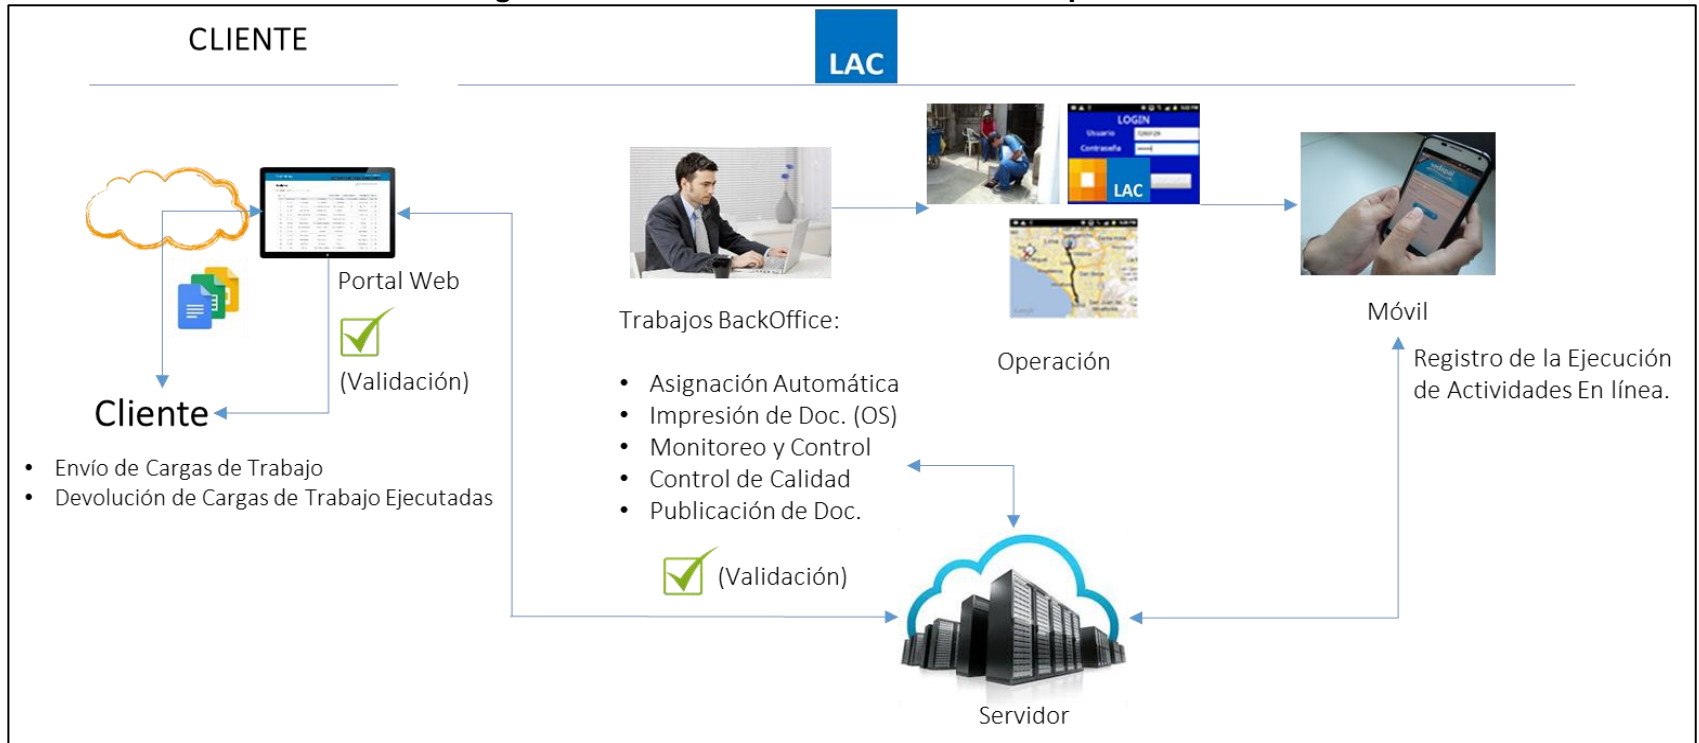 CLIENTE
LAC
LOGIN
Usuario
Contraseña
LAC
Portal Web
(Validación)
Cliente
• Envío de Cargas de Trabajo
• Devolución de Cargas de Trabajo Ejecutadas
Trabajos BackOffice:
• Asignación Automática
• Impresión de Doc. (OS)
• Monitoreo y Control
• Control de Calidad
• Publicación de Doc.
(Validación)
Operación
Móvil
Registro de la Ejecución
de Actividades En línea.
Servidor